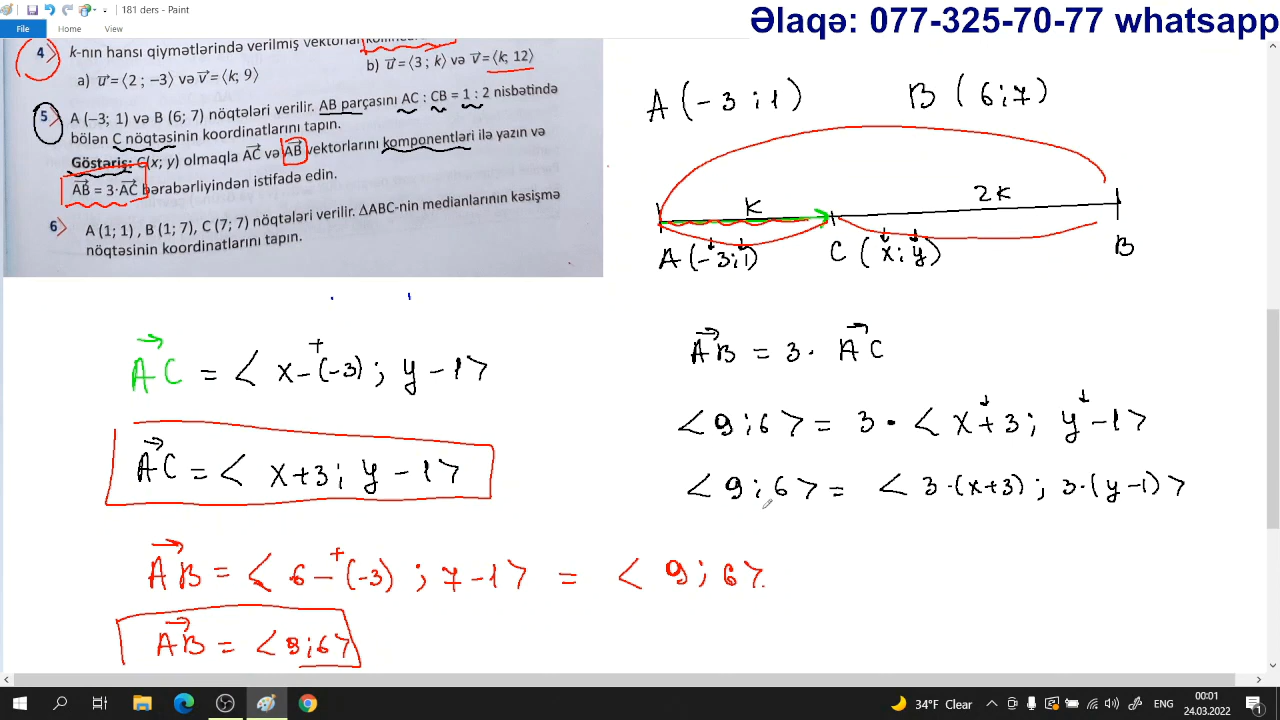 181 ders - Paint
Əlaqə: 077-325-70-77 whatsapp
File Home View
4 k-nın hansı qiymətlərində verilmiş vektorlar
a) u = ⟨2 ; −3⟩ və v = ⟨k; 9⟩ b) u = ⟨3 ; k⟩ və v = ⟨k; 12⟩
5 A (−3; 1) və B (6; 7) nöqtələri verilir. AB parçasını AC : CB = 1 : 2 nisbətində
bölən C nöqtəsinin koordinatlarını tapın.
Göstəriş: C(x; y) olmaqla AC və AB vektorlarını komponentləri ilə yazın və
AB = 3·AC bərabərliyindən istifadə edin.
6 A (1; 1) , B (1; 7), C (7; 7) nöqtələri verilir. ΔABC-nin medianlarının kəsişmə
nöqtəsinin koordinatlarını tapın.
A (-3 ; 1) B (6 ; 7)
K 2K
A (-3; 1) C (x; y) B
AC = < x - (-3) ; y - 1 >
+
AC = < x+3 ; y - 1 >
AB = < 6 - (-3) ; 7 - 1 > = < 9 ; 6 >
+
AB = < 9 ; 6 >
AB = 3 · AC
< 9 ; 6 > = 3 · < x + 3 ; y - 1 >
< 9 ; 6 > = < 3 · (x+3) ; 3 · (y - 1) >
34°F Clear ENG 00:01
24.03.2022 1